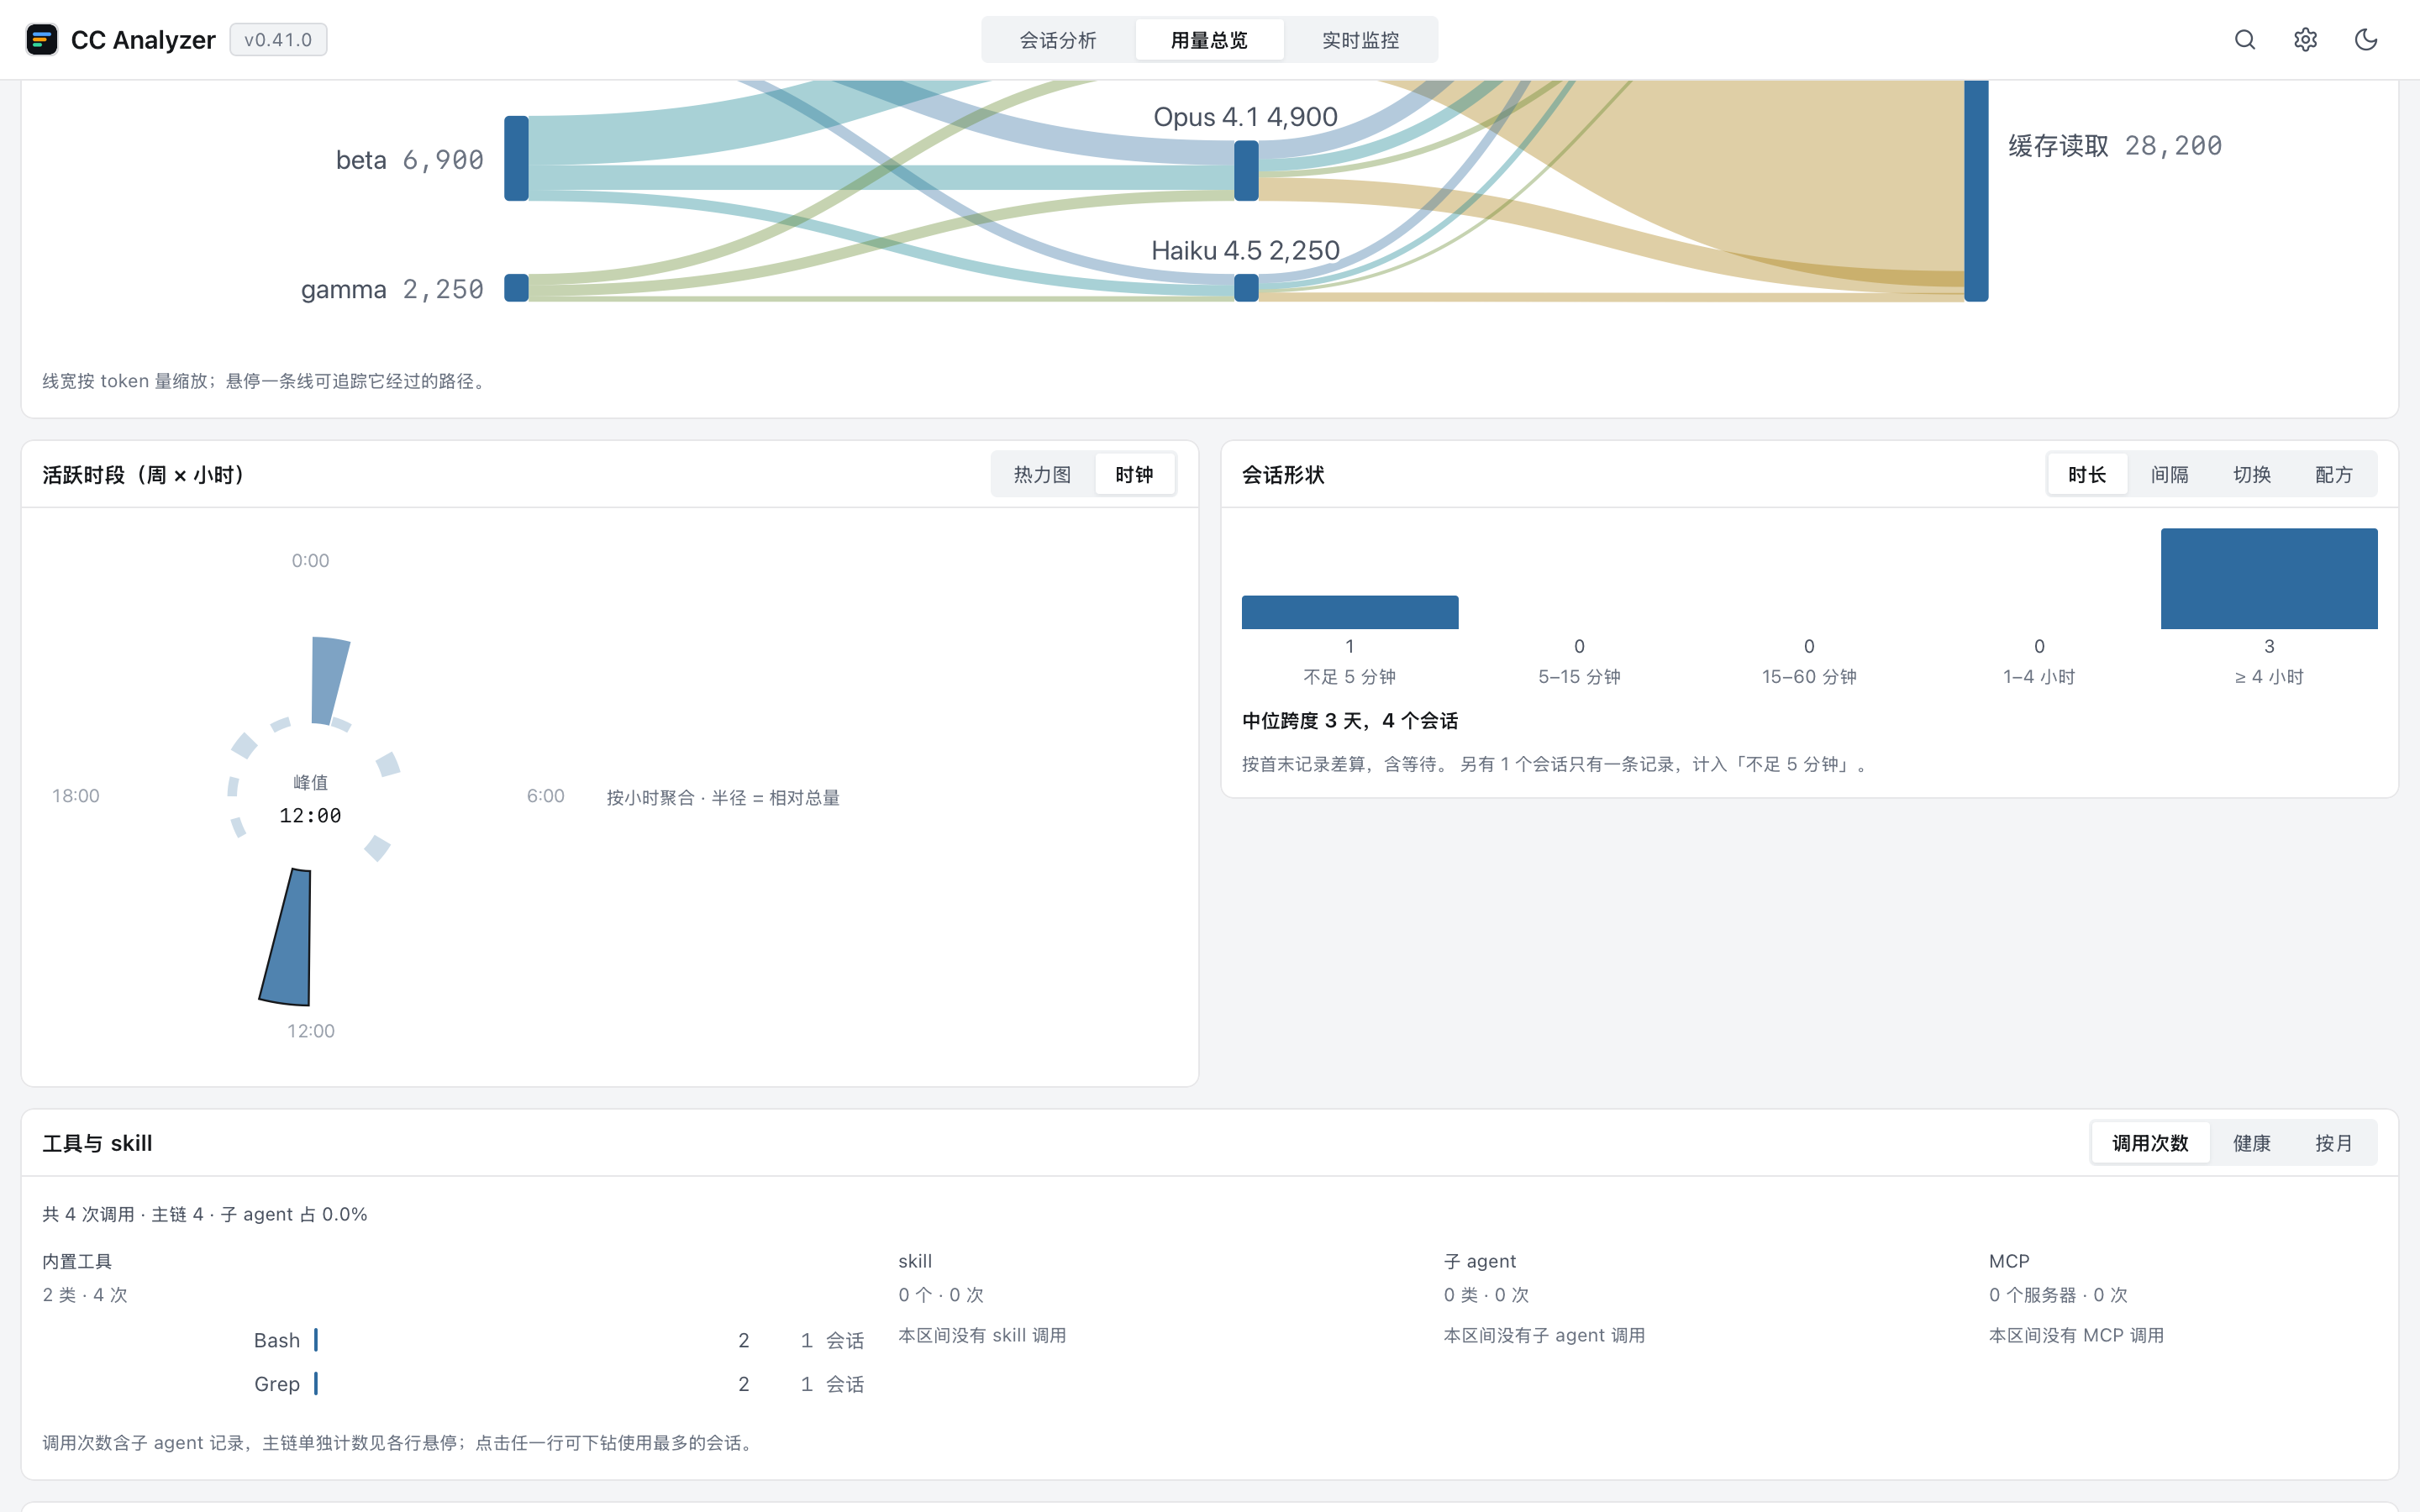 CC Analyzer v0.41.0
会话分析 用量总览 实时监控
Opus 4.1 4,900
beta 6,900
缓存读取 28,200
Haiku 4.5 2,250
gamma 2,250
线宽按 token 量缩放；悬停一条线可追踪它经过的路径。
活跃时段（周 × 小时）
热力图 时钟
0:00
18:00
峰值
12:00
6:00
按小时聚合 · 半径 = 相对总量
12:00
会话形状
时长 间隔 切换 配方
1 0 0 0 3
不足 5 分钟 5–15 分钟 15–60 分钟 1–4 小时 ≥ 4 小时
中位跨度 3 天，4 个会话
按首末记录差算，含等待。 另有 1 个会话只有一条记录，计入「不足 5 分钟」。
工具与 skill
调用次数 健康 按月
共 4 次调用 · 主链 4 · 子 agent 占 0.0%
内置工具
2 类 · 4 次
Bash 2 1 会话
Grep 2 1 会话
skill
0 个 · 0 次
本区间没有 skill 调用
子 agent
0 类 · 0 次
本区间没有子 agent 调用
MCP
0 个服务器 · 0 次
本区间没有 MCP 调用
调用次数含子 agent 记录，主链单独计数见各行悬停；点击任一行可下钻使用最多的会话。